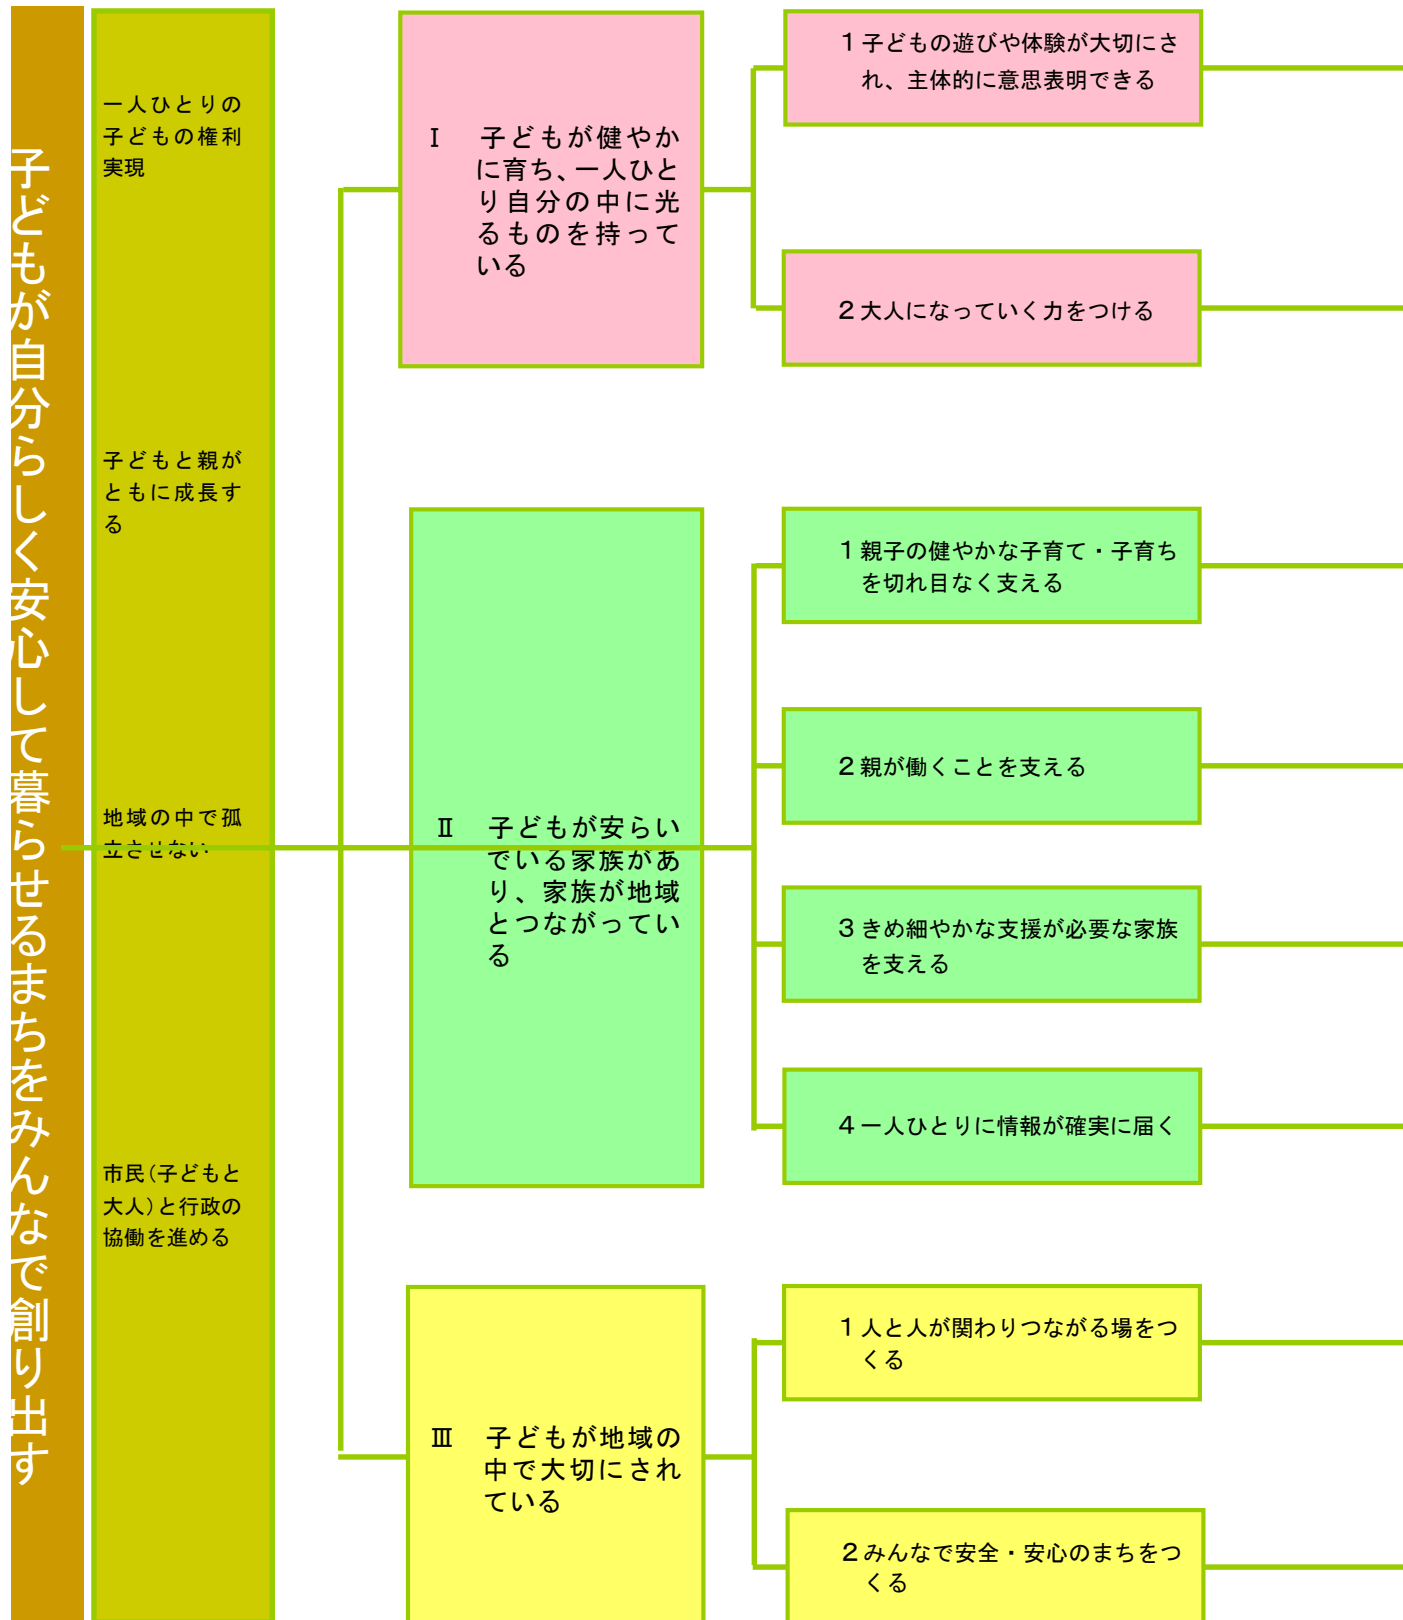 子どもが自分らしく安心して暮らせるまちをみんなで創り出す
一人ひとりの
子どもの権利
実現
子どもと親が
ともに成長す
る
地域の中で孤
立させない
市民(子どもと
大人)と行政の
協働を進める
Ⅰ 子どもが健やか
に育ち、一人ひと
り自分の中に光
るものを持って
いる
1 子どもの遊びや体験が大切にさ
れ、主体的に意思表明できる
2 大人になっていく力をつける
Ⅱ 子どもが安らい
でいる家族があ
り、家族が地域
とつながってい
る
1 親子の健やかな子育て・子育ち
を切れ目なく支える
2 親が働くことを支える
3 きめ細やかな支援が必要な家族
を支える
4 一人ひとりに情報が確実に届く
Ⅲ 子どもが地域の
中で大切にされ
ている
1 人と人が関わりつながる場をつ
くる
2 みんなで安全・安心のまちをつ
くる